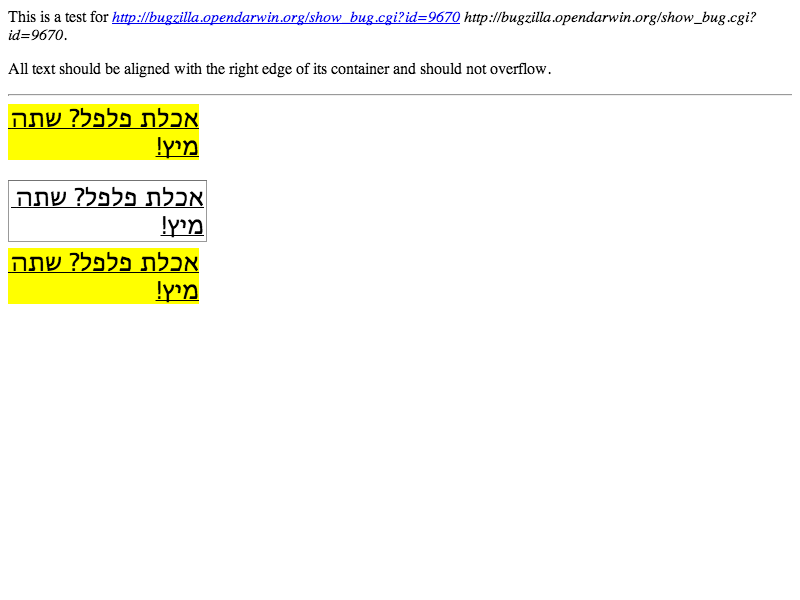 This is a test for http://bugzilla.opendarwin.org/show_bug.cgi?id=9670 http://bugzilla.opendarwin.org/show_bug.cgi?
id=9670.
All text should be aligned with the right edge of its container and should not overflow.
אכלת פלפל? שתה
מיץ!
אכלת פלפל? שתה
מיץ!
אכלת פלפל? שתה
מיץ!